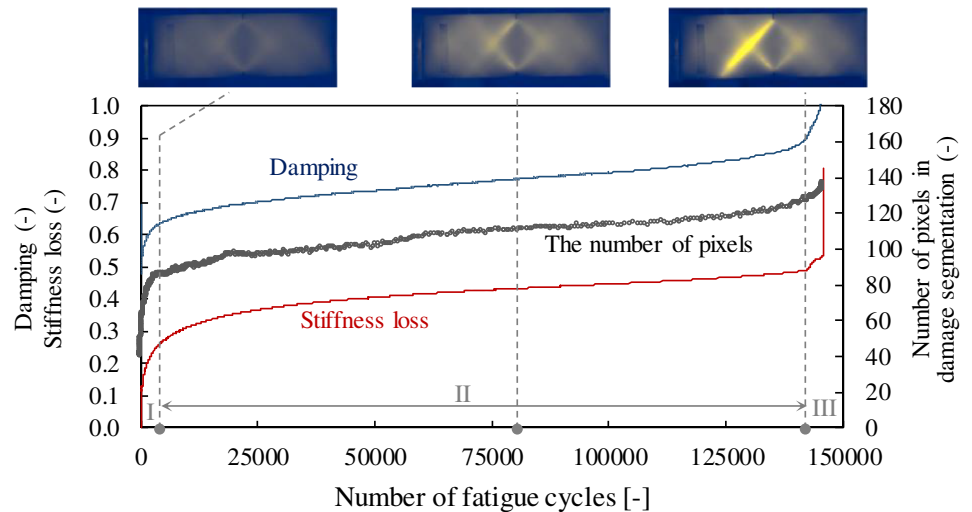 1.0
0.9
0.8
0.7
0.6
0.5
0.4
0.3
0.2
0.1
0.0
Damping (-)
Stiffness loss (-)
Damping
The number of pixels
Stiffness loss
I
II
III
180
160
140
120
100
80
60
40
20
0
Number of pixels in
damage segmentation (-)
0
25000
50000
75000
100000
125000
150000
Number of fatigue cycles [-]